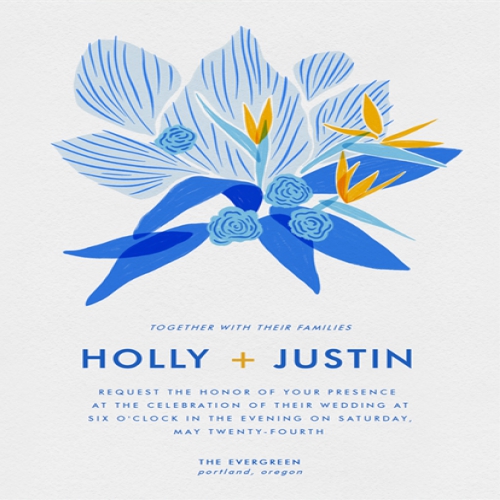 TOGETHER WITH THEIR FAMILIES
HOLLY + JUSTIN
REQUEST THE HONOR OF YOUR PRESENCE
AT THE CELEBRATION OF THEIR WEDDING AT
SIX O'CLOCK IN THE EVENING ON SATURDAY,
MAY TWENTY-FOURTH
THE EVERGREEN
portland, oregon